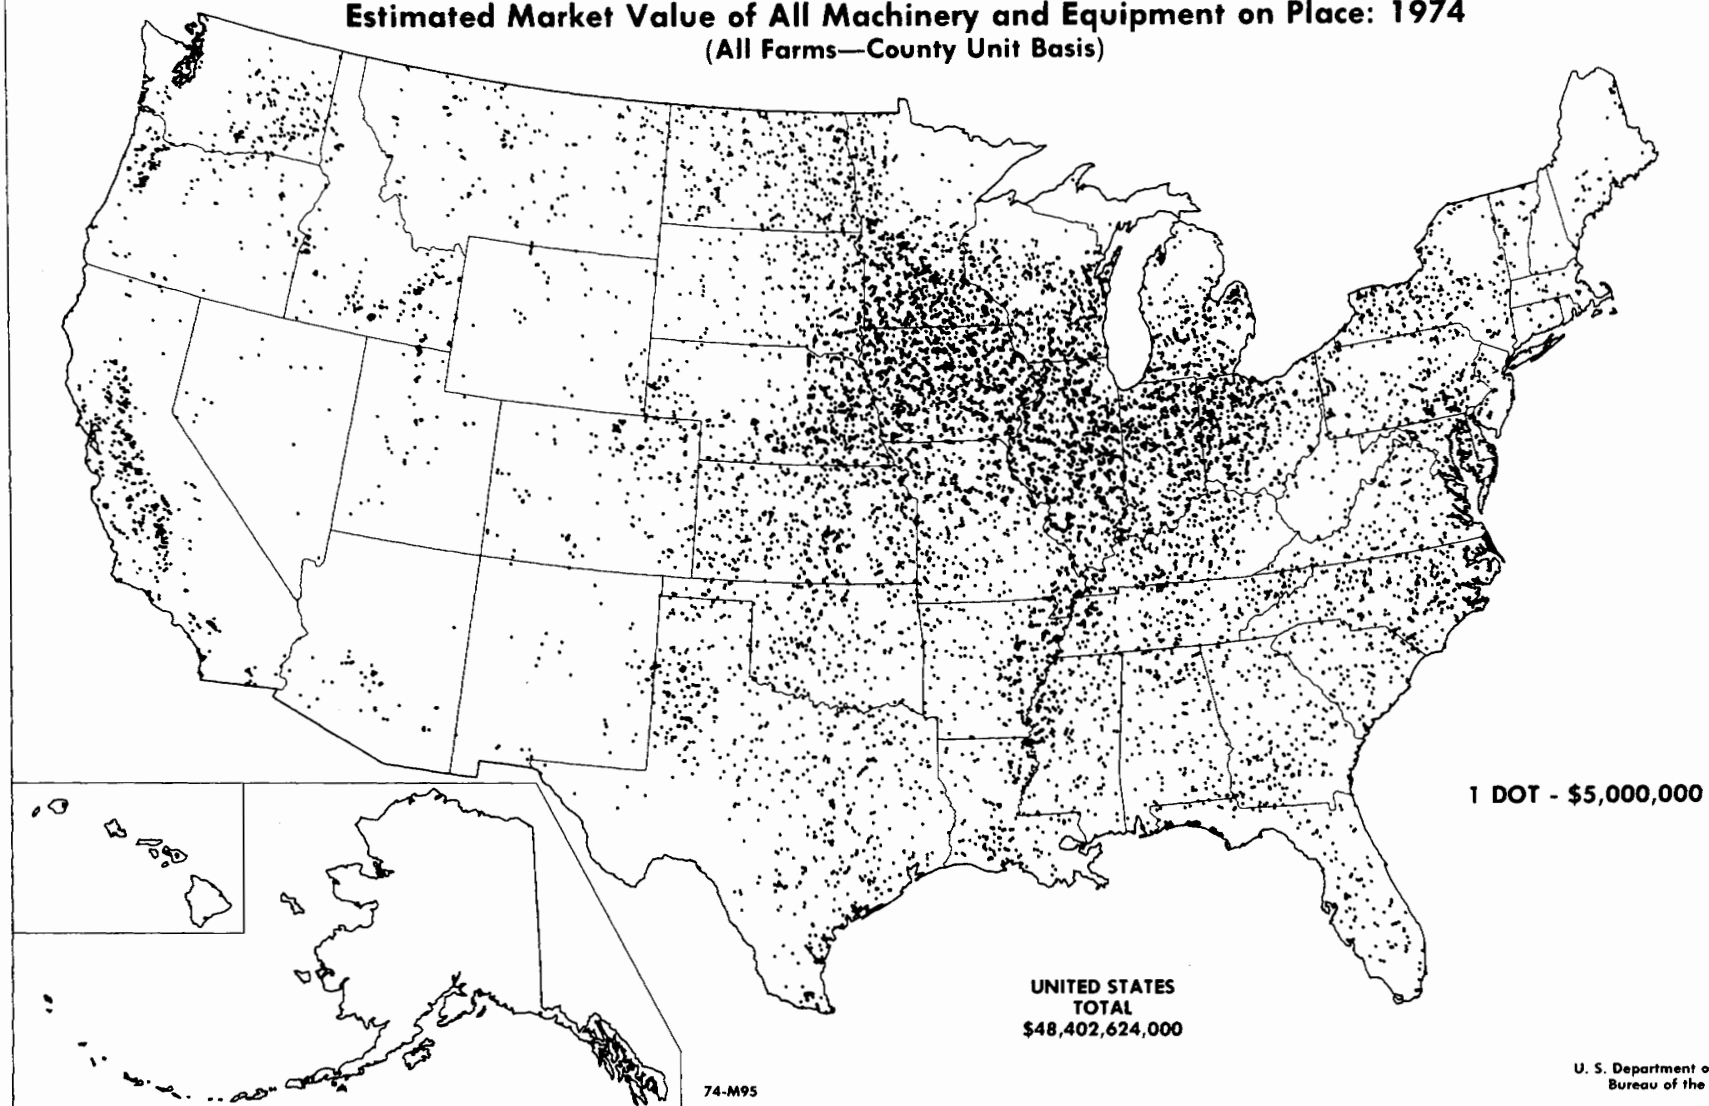 Estimated Market Value of All Machinery and Equipment on Place: 1974
(All Farms—County Unit Basis)
1 DOT - $5,000,000
UNITED STATES
TOTAL
$48,402,624,000
74-M95
U. S. Department o
Bureau of the